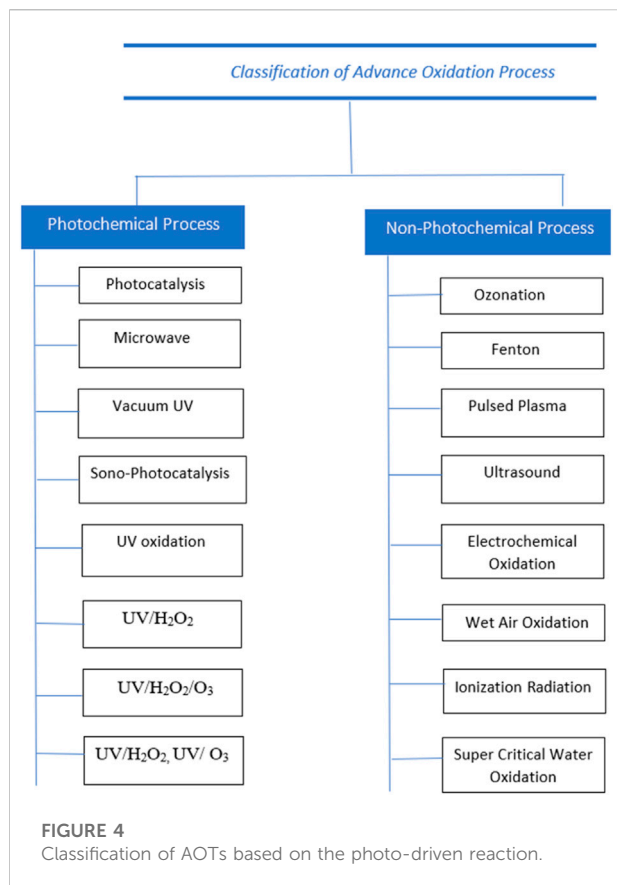 Classification of Advance Oxidation Process
Photochemical Process
Photocatalysis
Microwave
Vacuum UV
Sono-Photocatalysis
UV oxidation
UV/H₂O₂
UV/H₂O₂/O₃
UV/H₂O₂, UV/ O₃
Non-Photochemical Process
Ozonation
Fenton
Pulsed Plasma
Ultrasound
Electrochemical
Oxidation
Wet Air Oxidation
Ionization Radiation
Super Critical Water
Oxidation
FIGURE 4
Classification of AOTs based on the photo-driven reaction.